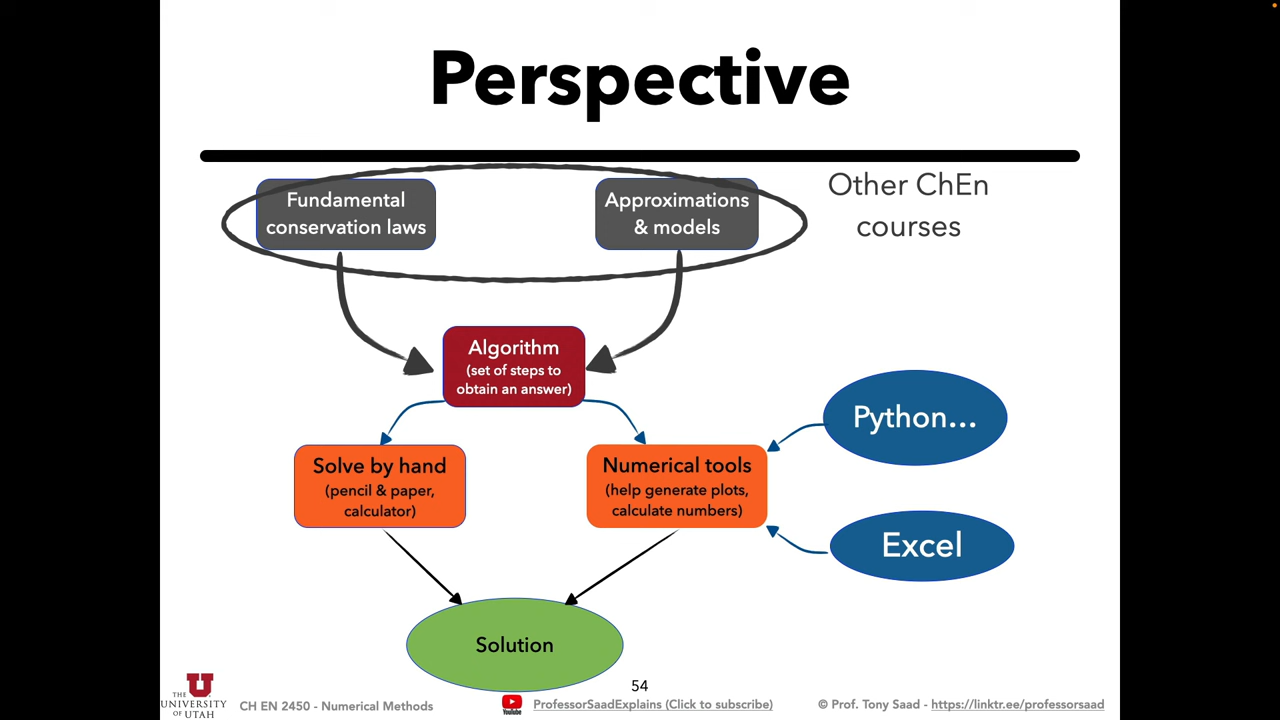 Perspective
Fundamental
conservation laws
Approximations
& models
Other ChEn
courses
Algorithm
(set of steps to
obtain an answer)
Python...
Solve by hand
(pencil & paper,
calculator)
Numerical tools
(help generate plots,
calculate numbers)
Excel
Solution
54
THE
UNIVERSITY
OF UTAH
CH EN 2450 - Numerical Methods
YouTube
ProfessorSaadExplains (Click to subscribe)
© Prof. Tony Saad - https://linktr.ee/professorsaad